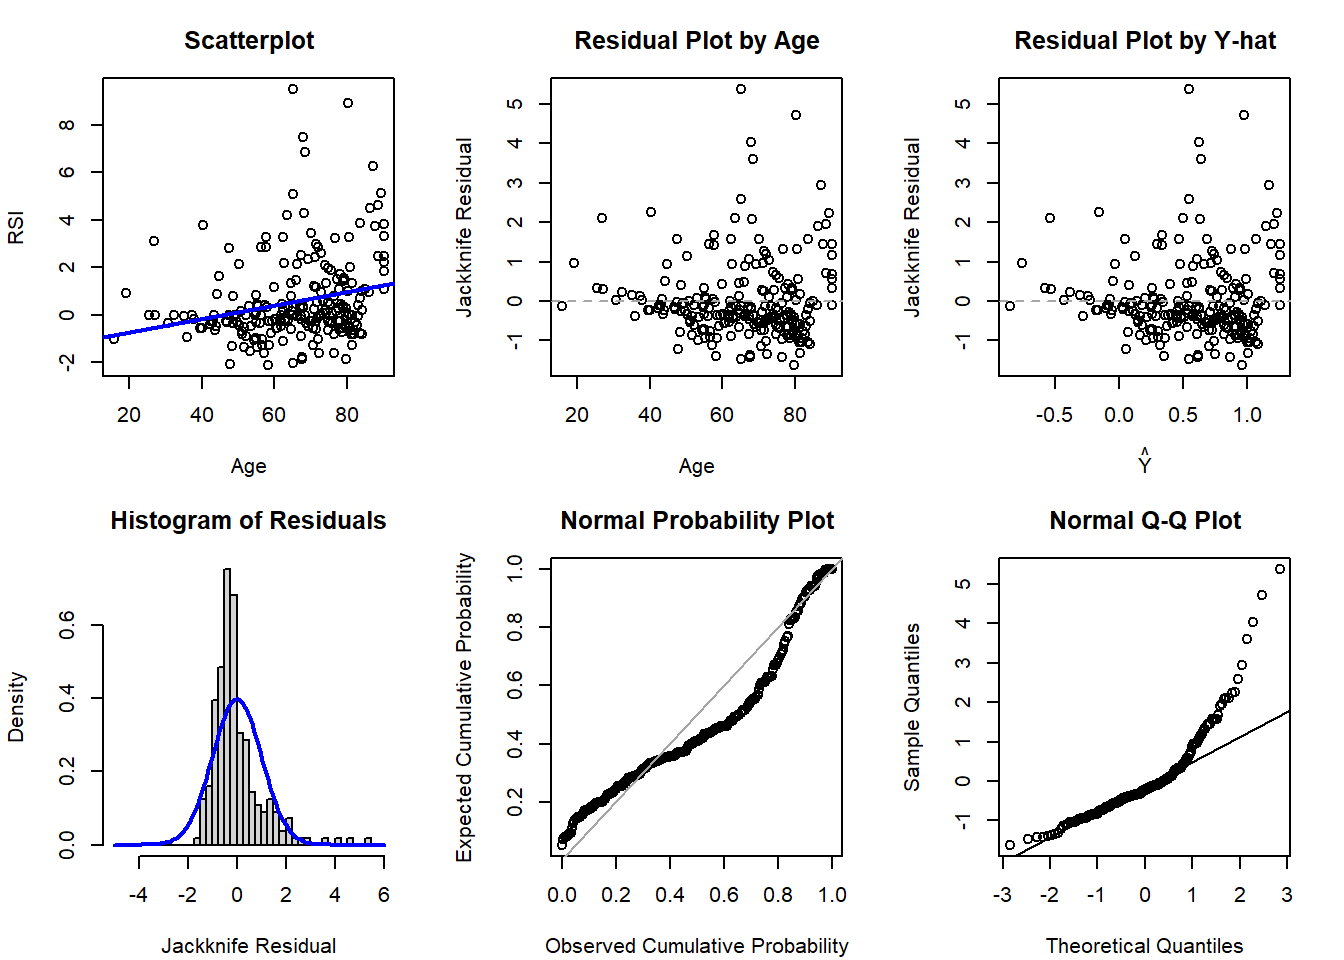 Scatterplot
RSI
8
6
4
2
0
-2
20 40 60 80
Age
Residual Plot by Age
Jackknife Residual
5
4
3
2
1
0
-1
20 40 60 80
Age
Residual Plot by Y-hat
Jackknife Residual
5
4
3
2
1
0
-1
-0.5 0.0 0.5 1.0
Ŷ
Histogram of Residuals
Density
0.6
0.4
0.2
0.0
-4 -2 0 2 4 6
Jackknife Residual
Normal Probability Plot
Expected Cumulative Probability
1.0
0.8
0.6
0.4
0.2
0.0 0.2 0.4 0.6 0.8 1.0
Observed Cumulative Probability
Normal Q-Q Plot
Sample Quantiles
5
4
3
2
1
0
-1
-3 -2 -1 0 1 2 3
Theoretical Quantiles